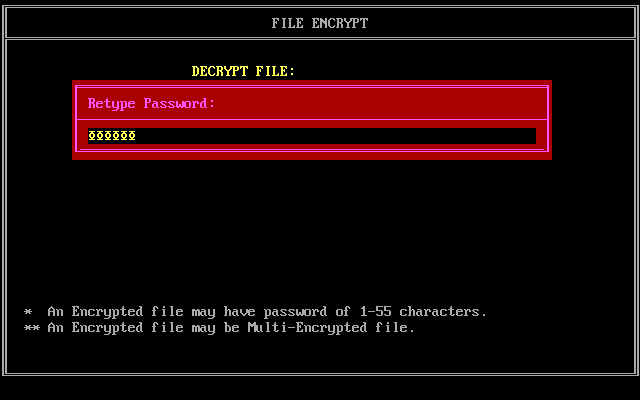 FILE ENCRYPT
DECRYPT FILE:
Retype Password:
öööööö
*  An Encrypted file may have password of 1-55 characters.
** An Encrypted file may be Multi-Encrypted file.